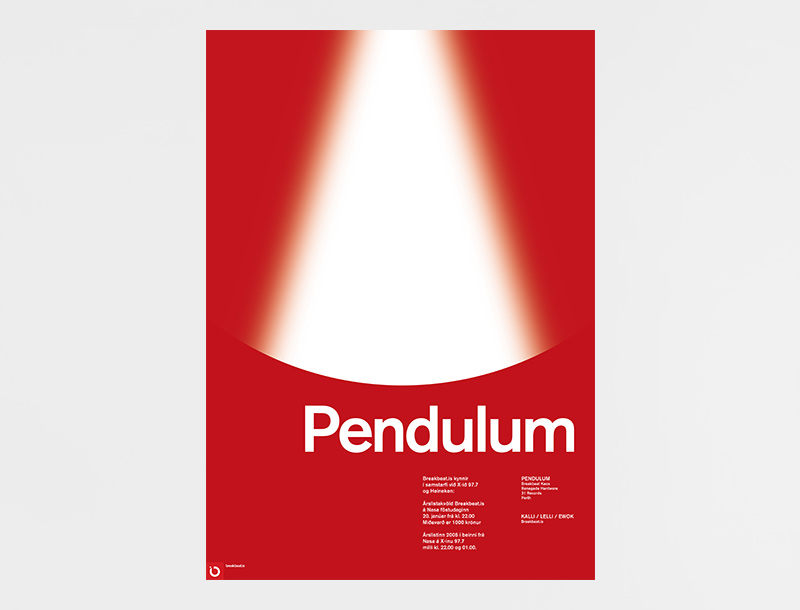 Pendulum
Breakbeat.is kynnir
í samstarfi við X-ið 97.7
og Heineken:
Árslistakvöld Breakbeat.is
á Nasa föstudaginn
20. janúar frá kl. 22.00
Miðaverð er 1000 krónur
Árslistinn 2005 í beinni frá
Nasa á X-inu 97.7
milli kl. 22.00 og 01.00.
PENDULUM
Breakbeat Kaos
Renegade Hardware
31 Records
Perth
KALLI / LELLI / EWOK
Breakbeat.is
breakbeat.is